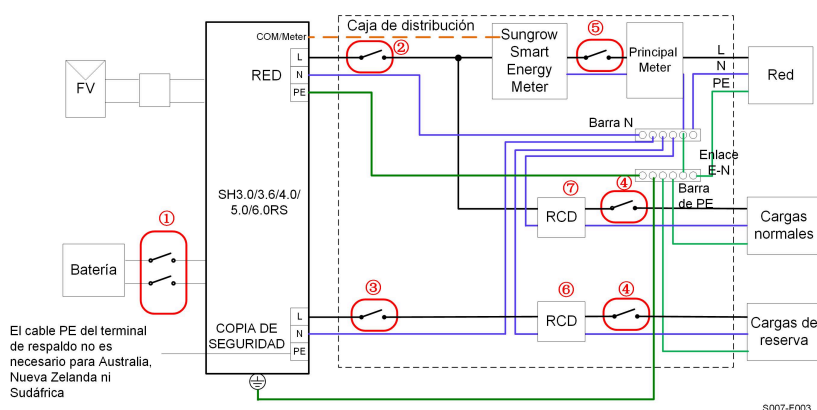 Caja de distribución
COM/Meter
L
N
PE
RED
②
Sungrow
Smart
Energy
Meter
⑤
Principal
Meter
L
N
PE
Red
FV
Barra N
Enlace
E-N
Barra
de PE
SH3.0/3.6/4.0/
5.0/6.0RS
①
Batería
⑦
RCD
④
Cargas
normales
③
⑥
RCD
④
Cargas de
reserva
COPIA DE
SEGURIDAD
L
N
PE
El cable PE del terminal
de respaldo no es
necesario para Australia,
Nueva Zelanda ni
Sudáfrica
S007-E003